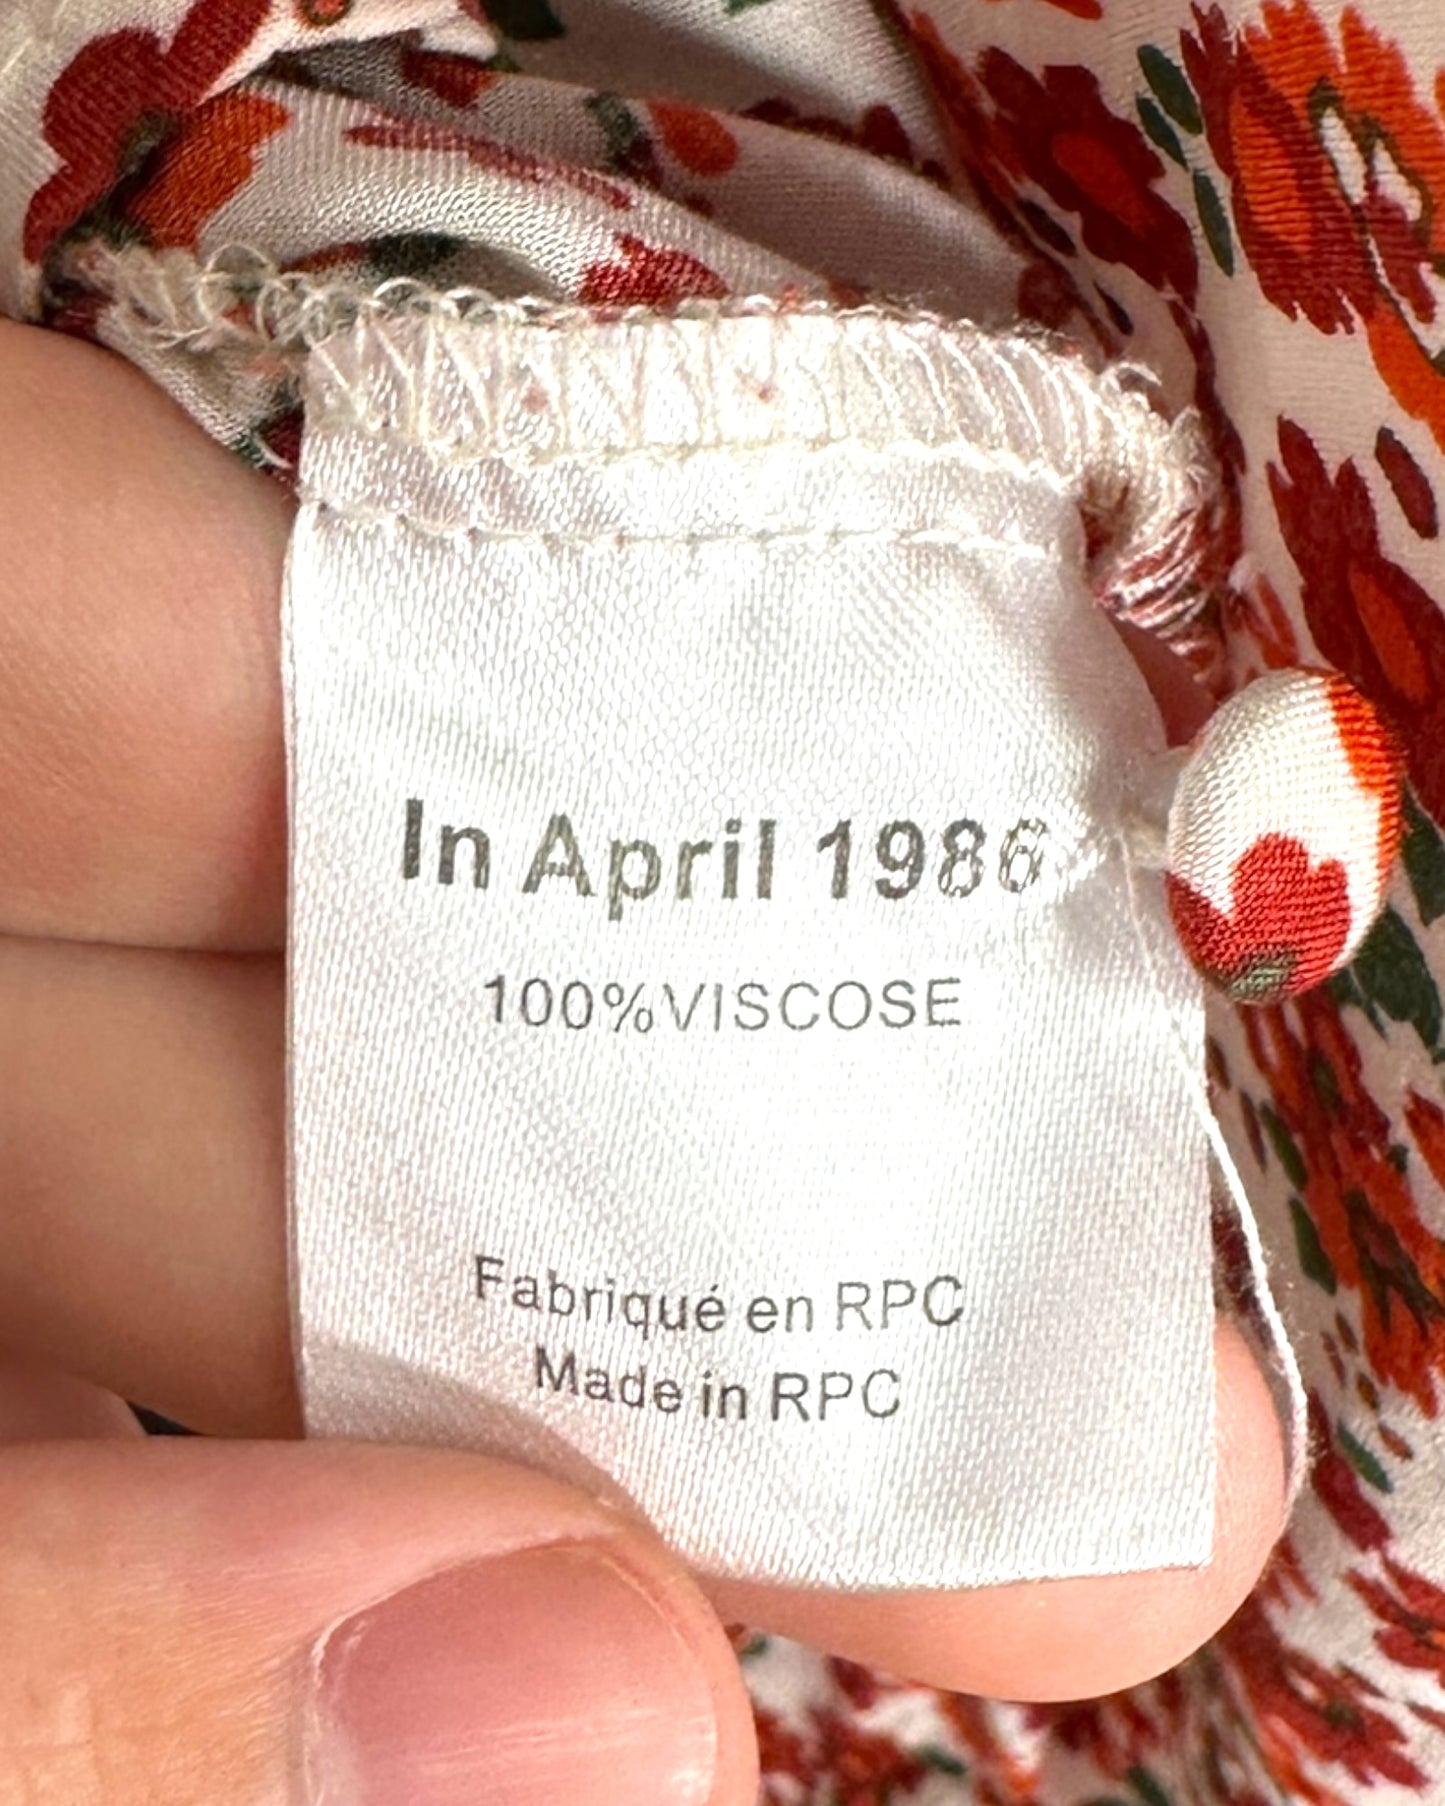 In April 1986
100%VISCOSE
Fabriqué en RPC
Made in RPC